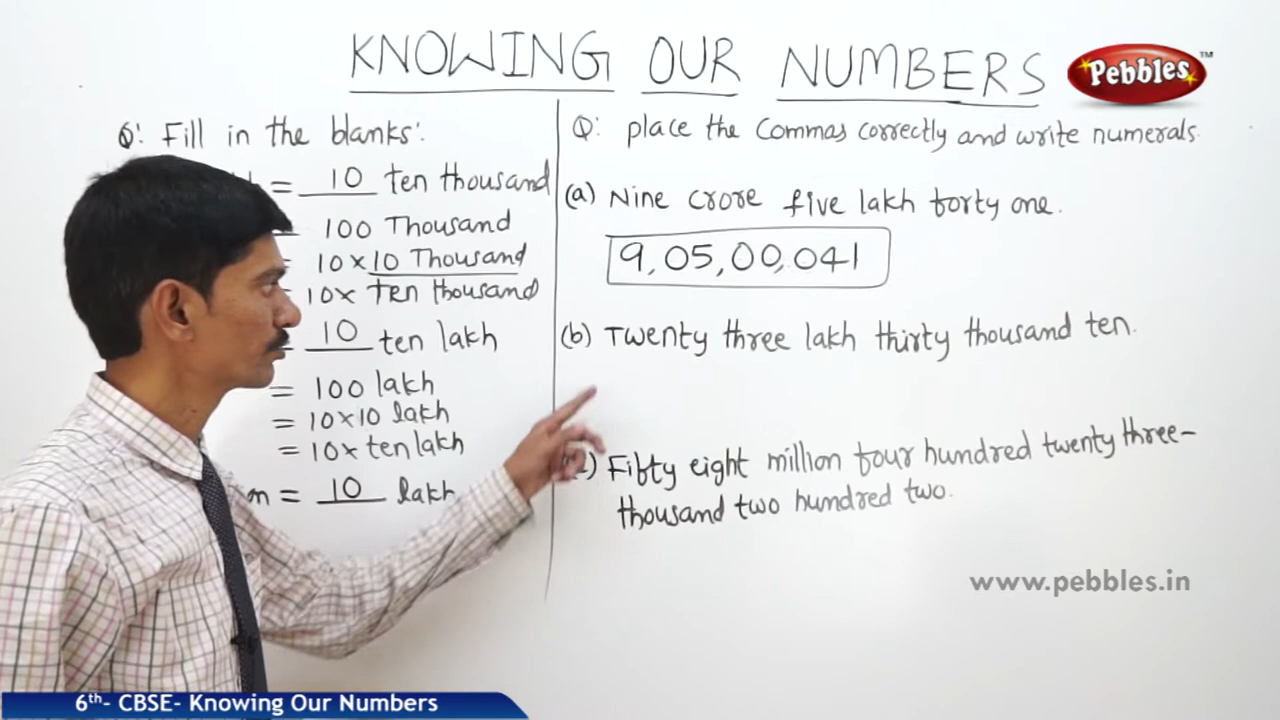 KNOWING OUR NUMBERS
Pebbles™
Q: Fill in the blanks:
= 10 ten thousand
= 100 Thousand
= 10 × 10 Thousand
= 10 × Ten thousand
= 10 ten lakh
= 100 lakh
= 10 × 10 lakh
= 10 × ten lakh
= 10 lakh
Q: place the Commas correctly and write numerals.
(a) Nine crore five lakh forty one.
9,05,00,041
(b) Twenty three lakh thirty thousand ten.
Fifty eight million four hundred twenty three-
thousand two hundred two.
www.pebbles.in
6th- CBSE- Knowing Our Numbers